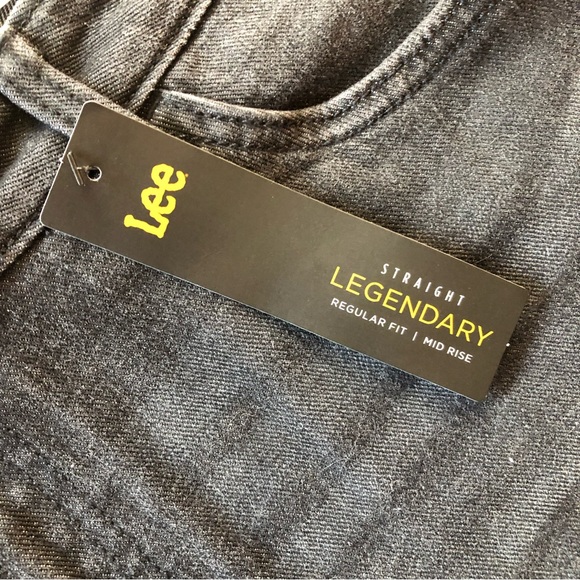 Lee
STRAIGHT
LEGENDARY
REGULAR FIT | MID RISE